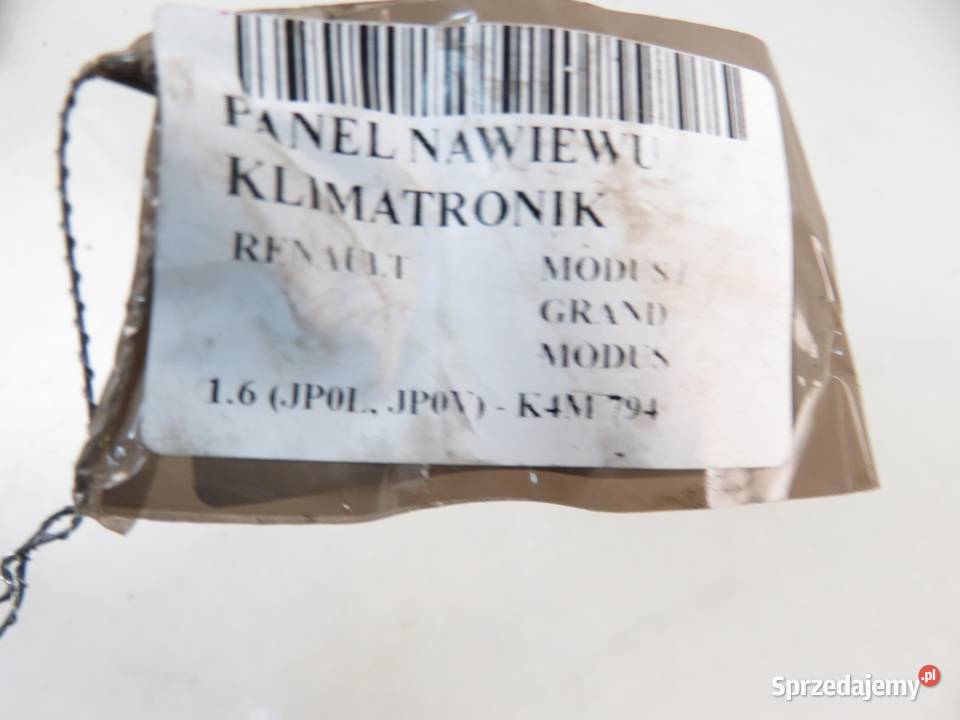 PANEL NAWIEWU
KLIMATRONIK
RENAULT MODUS /
GRAND
MODUS
1.6 (JP0L, JP0V) - K4M 794
Sprzedajemy.pl